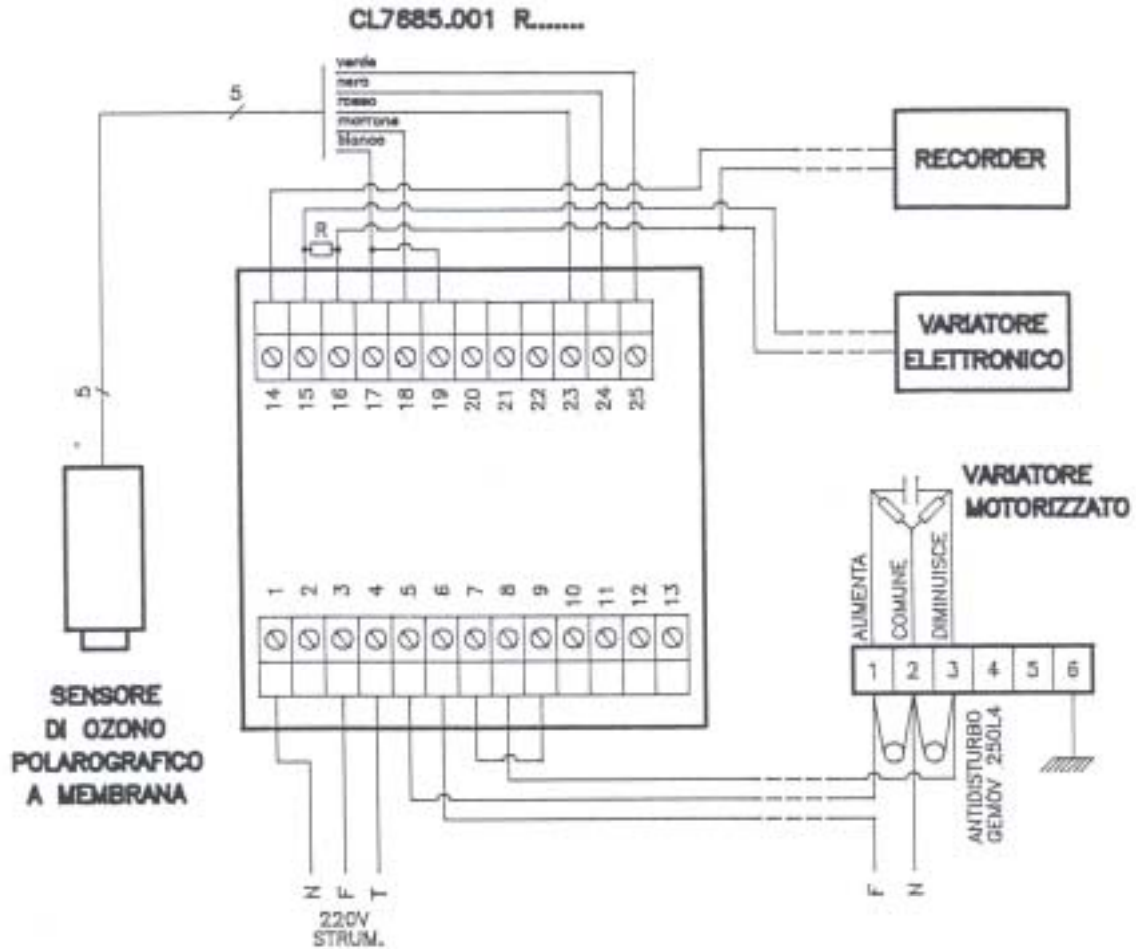 CL7685.001 R.......
verde
nero
rosso
marrone
bianco
5
RECORDER
R
VARIATORE
ELETTRONICO
14 15 16 17 18 19 20 21 22 23 24 25
5
VARIATORE
MOTORIZZATO
AUMENTA
COMUNE
DIMINUISCE
1 2 3 4 5 6 7 8 9 10 11 12 13
1 2 3 4 5 6
SENSORE
DI OZONO
POLAROGRAFICO
A MEMBRANA
ANTIDISTURBO
GEMOV 250L4
N F T
F N
220V
STRUM.